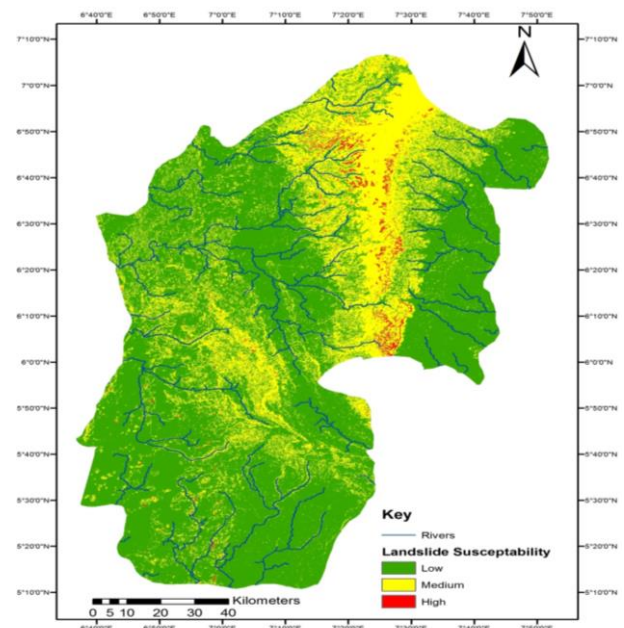 6°40'0"E 6°50'0"E 7°0'0"E 7°10'0"E 7°20'0"E 7°30'0"E 7°40'0"E 7°50'0"E
N
7°10'0"N 7°10'0"N
7°0'0"N 7°0'0"N
6°50'0"N 6°50'0"N
6°40'0"N 6°40'0"N
6°30'0"N 6°30'0"N
6°20'0"N 6°20'0"N
6°10'0"N 6°10'0"N
6°0'0"N 6°0'0"N
5°50'0"N 5°50'0"N
5°40'0"N 5°40'0"N
5°30'0"N 5°30'0"N
5°20'0"N 5°20'0"N
5°10'0"N 5°10'0"N
Key
Rivers
Landslide Susceptability
Low
Medium
High
Kilometers
0 5 10 20 30 40